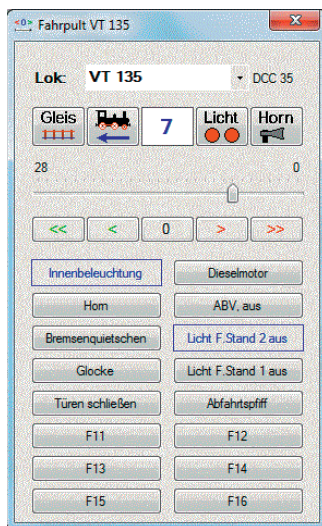 <0> Fahrpult VT 135
Lok: VT 135 DCC 35
Gleis 7 Licht Horn
28 0
<< < 0 > >>
Innenbeleuchtung Dieselmotor
Horn ABV, aus
Bremsenquietschen Licht F.Stand 2 aus
Glocke Licht F.Stand 1 aus
Türen schließen Abfahrtspfiff
F11 F12
F13 F14
F15 F16